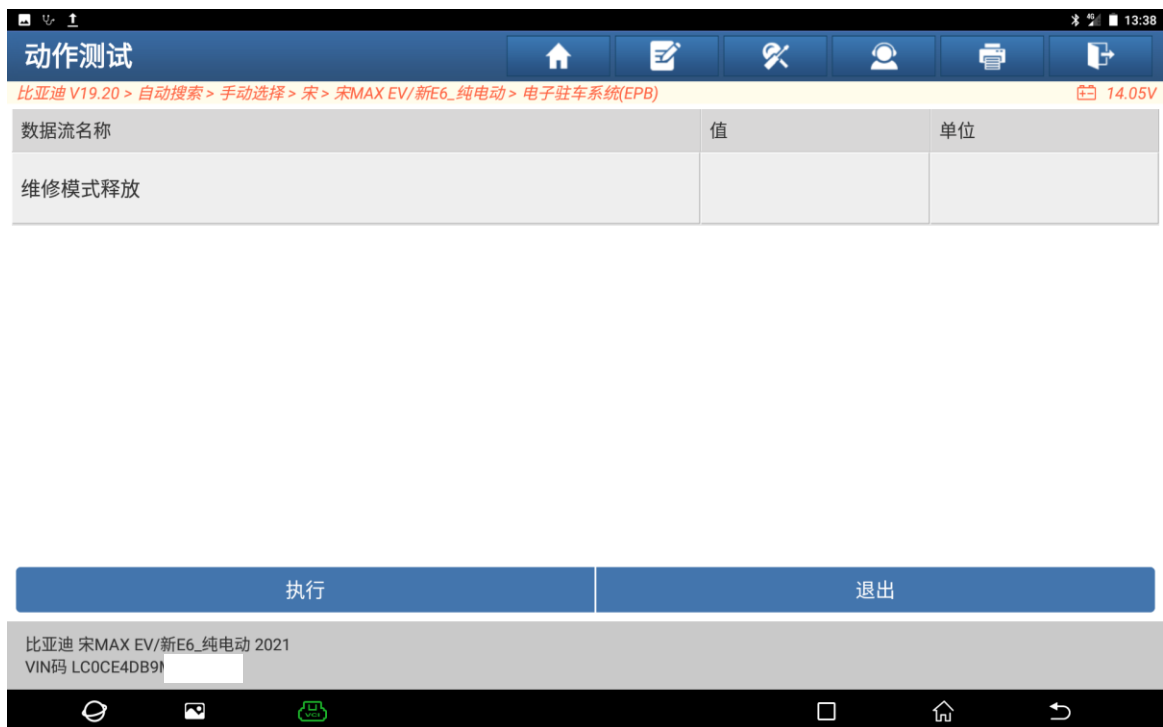 4G 13:38
动作测试
比亚迪 V19.20 > 自动搜索 > 手动选择 > 宋 > 宋MAX EV/新E6_纯电动 > 电子驻车系统(EPB) 14.05V
数据流名称 值 单位
维修模式释放
执行 退出
比亚迪 宋MAX EV/新E6_纯电动 2021
VIN码 LC0CE4DB9
VCI